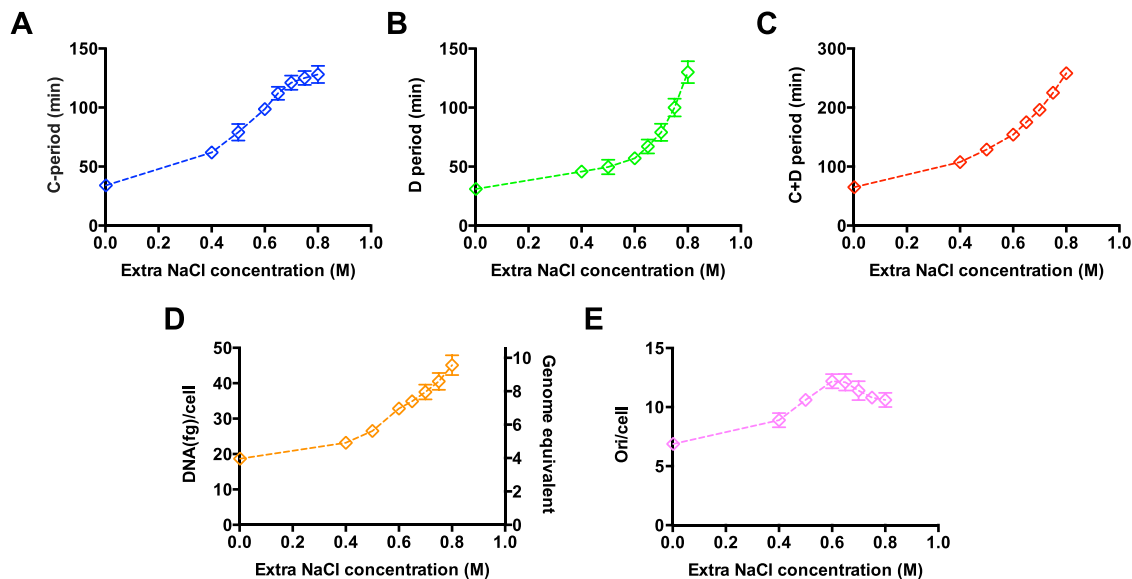 A
B
C
C-period (min)
150
100
50
0
0.0 0.2 0.4 0.6 0.8 1.0
Extra NaCl concentration (M)
D period (min)
150
100
50
0
0.0 0.2 0.4 0.6 0.8 1.0
Extra NaCl concentration (M)
C+D period (min)
300
200
100
0
0.0 0.2 0.4 0.6 0.8 1.0
Extra NaCl concentration (M)
D
E
DNA(fg)/cell
50
40
30
20
10
0
Genome equivalent
10
8
6
4
2
0
0.0 0.2 0.4 0.6 0.8 1.0
Extra NaCl concentration (M)
Ori/cell
15
10
5
0
0.0 0.2 0.4 0.6 0.8 1.0
Extra NaCl concentration (M)